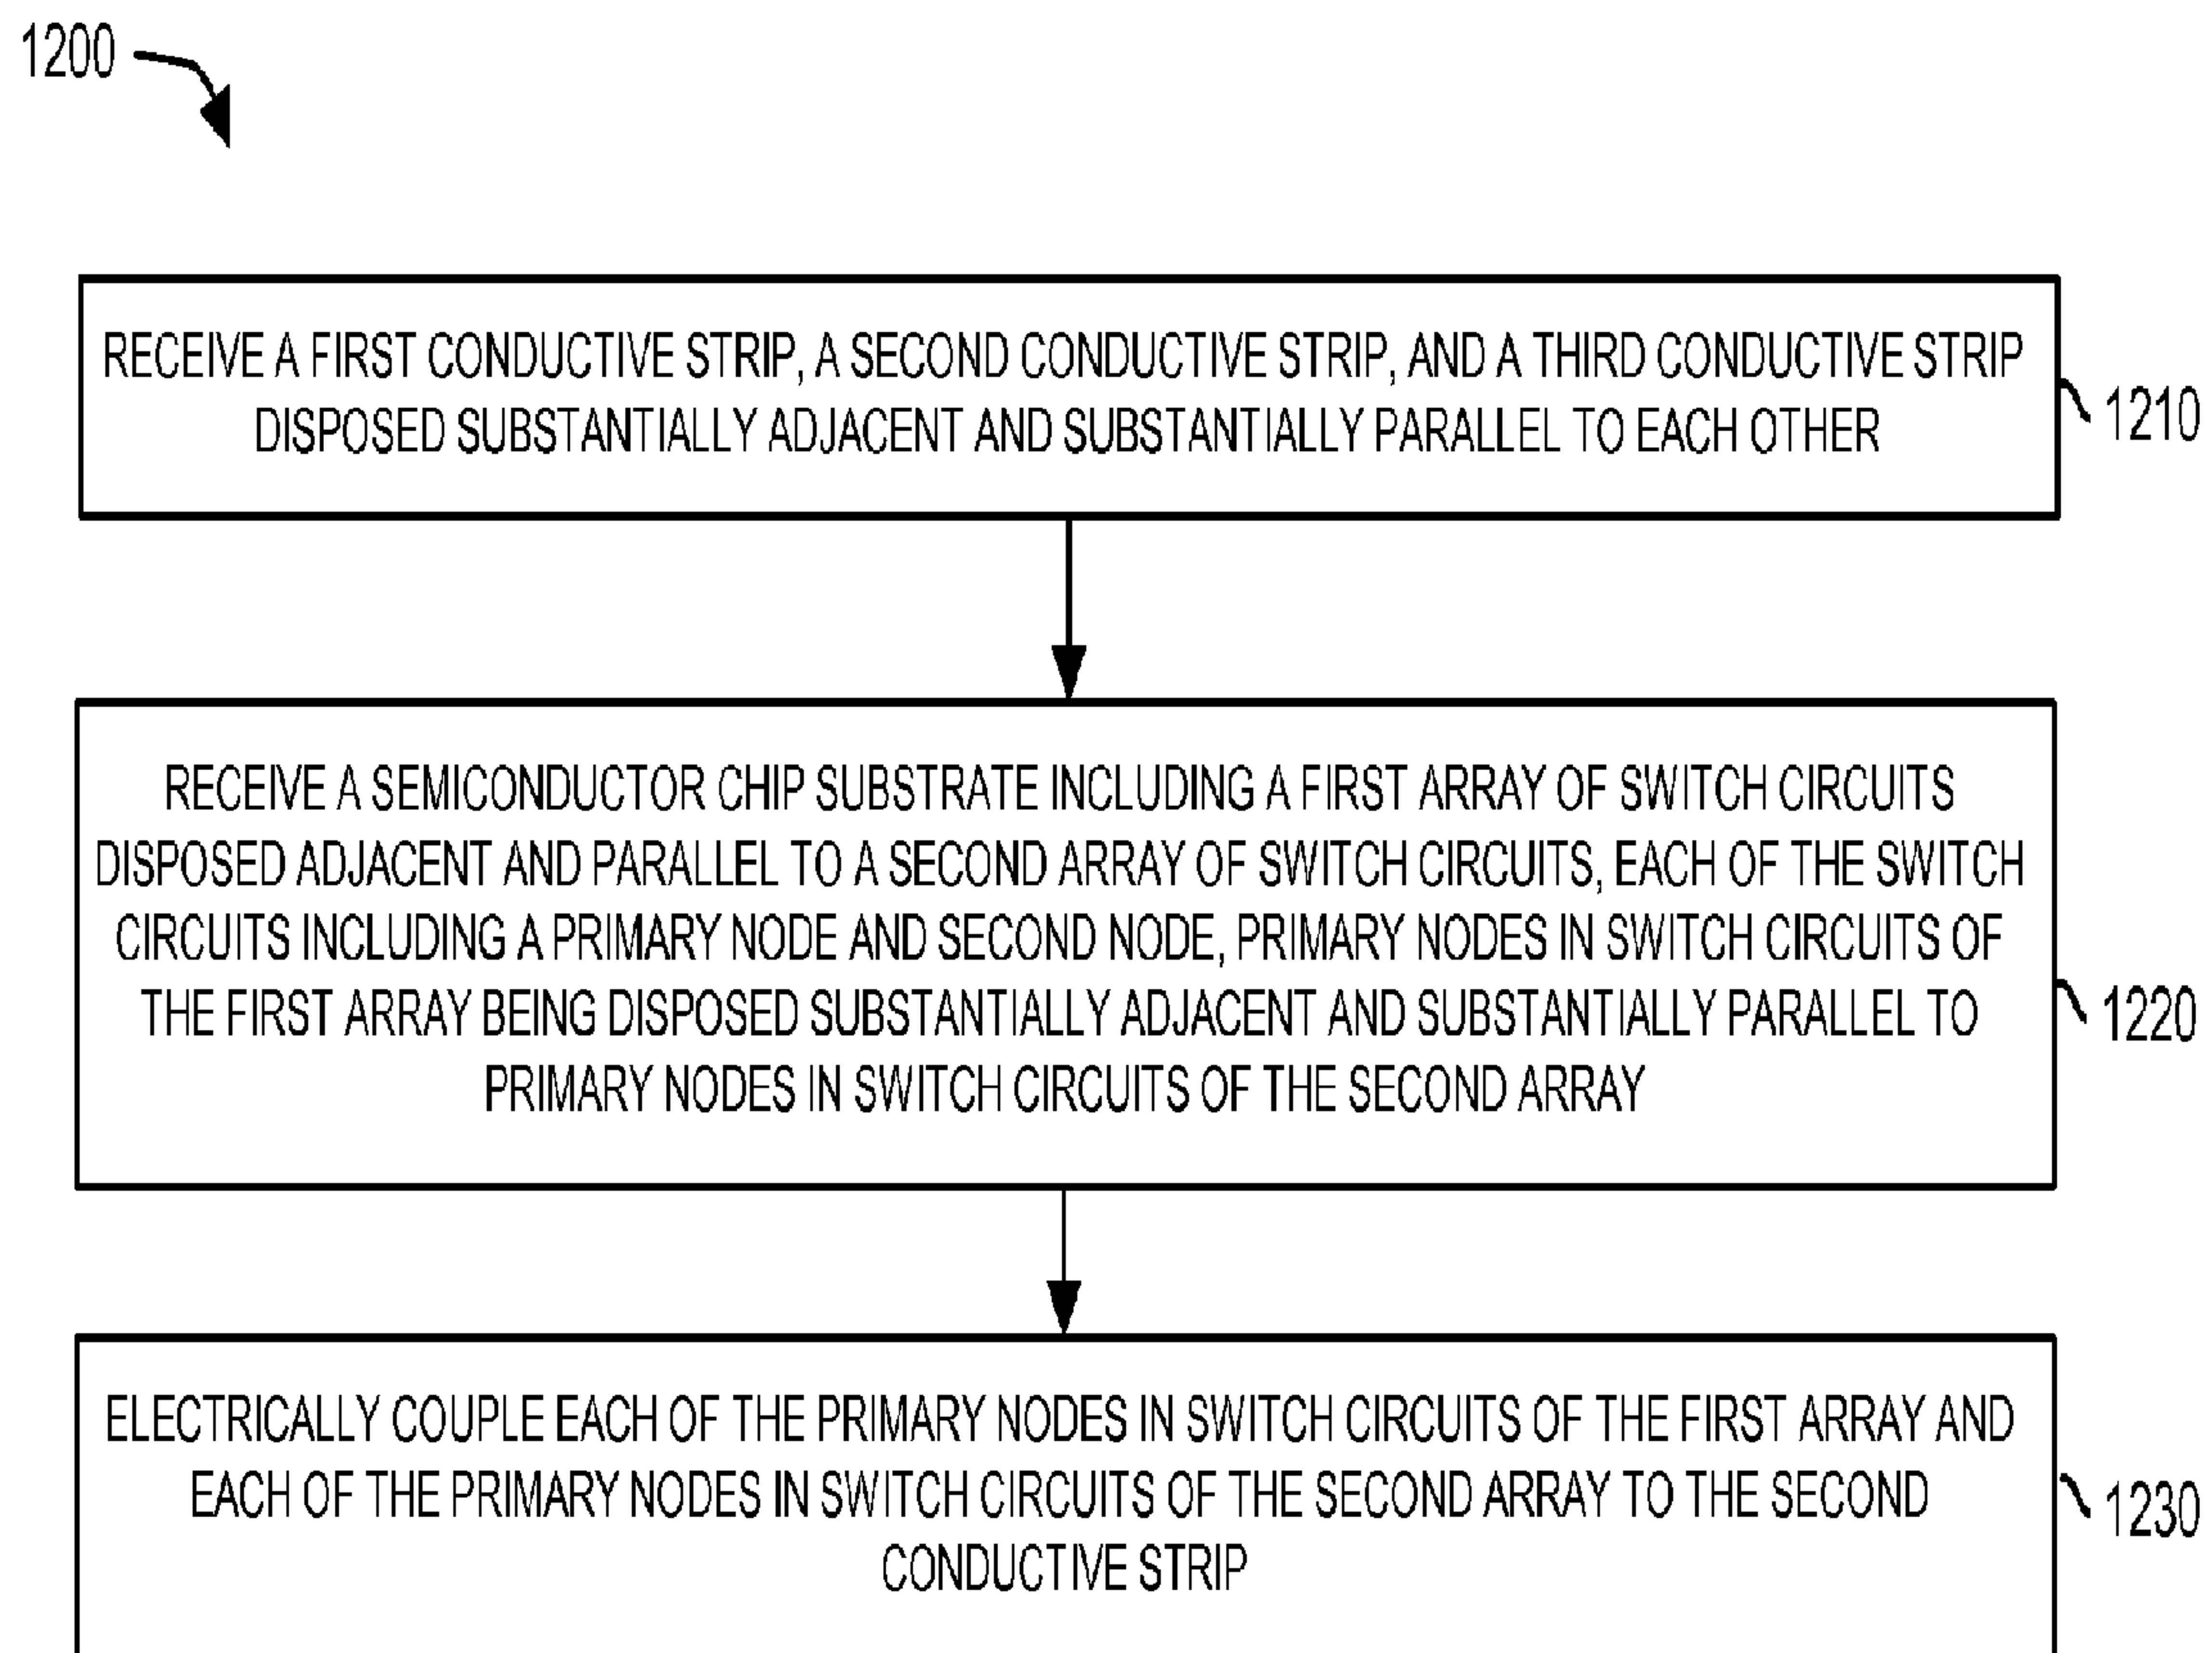 1200
RECEIVE A FIRST CONDUCTIVE STRIP, A SECOND CONDUCTIVE STRIP, AND A THIRD CONDUCTIVE STRIP
DISPOSED SUBSTANTIALLY ADJACENT AND SUBSTANTIALLY PARALLEL TO EACH OTHER
1210
RECEIVE A SEMICONDUCTOR CHIP SUBSTRATE INCLUDING A FIRST ARRAY OF SWITCH CIRCUITS
DISPOSED ADJACENT AND PARALLEL TO A SECOND ARRAY OF SWITCH CIRCUITS, EACH OF THE SWITCH
CIRCUITS INCLUDING A PRIMARY NODE AND SECOND NODE, PRIMARY NODES IN SWITCH CIRCUITS OF
THE FIRST ARRAY BEING DISPOSED SUBSTANTIALLY ADJACENT AND SUBSTANTIALLY PARALLEL TO
PRIMARY NODES IN SWITCH CIRCUITS OF THE SECOND ARRAY
1220
ELECTRICALLY COUPLE EACH OF THE PRIMARY NODES IN SWITCH CIRCUITS OF THE FIRST ARRAY AND
EACH OF THE PRIMARY NODES IN SWITCH CIRCUITS OF THE SECOND ARRAY TO THE SECOND
CONDUCTIVE STRIP
1230